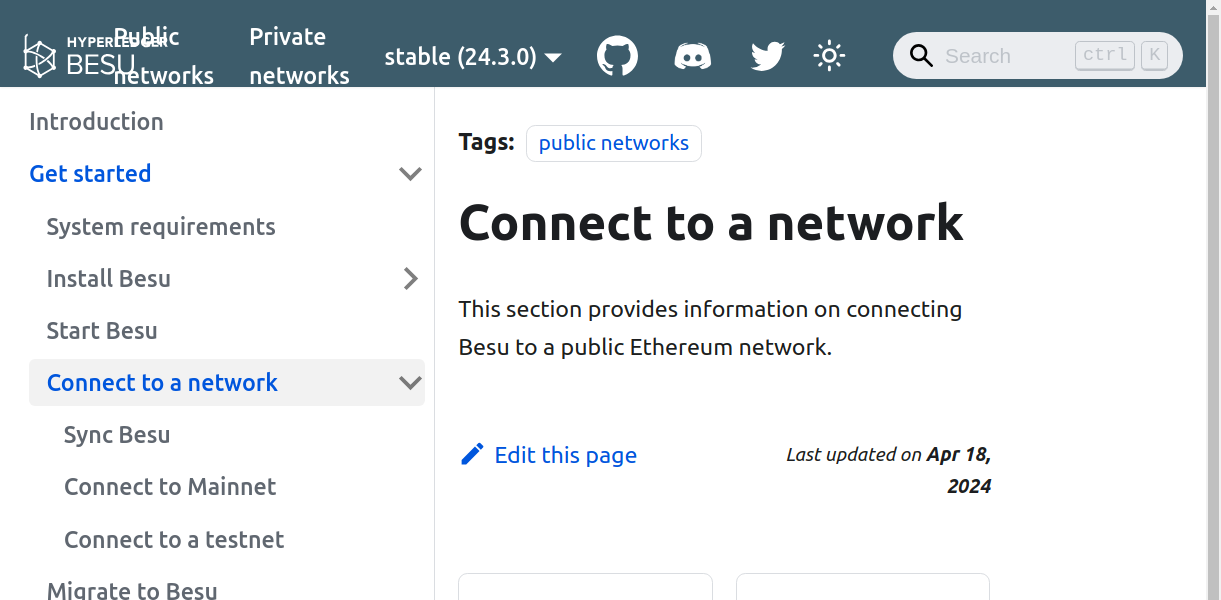 HYPERLEDGER
BESU
Public
networks
Private
networks
stable (24.3.0)
Search
ctrl K
Introduction
Get started
System requirements
Install Besu
Start Besu
Connect to a network
Sync Besu
Connect to Mainnet
Connect to a testnet
Migrate to Besu
Tags: public networks
Connect to a network
This section provides information on connecting
Besu to a public Ethereum network.
Edit this page
Last updated on Apr 18,
2024